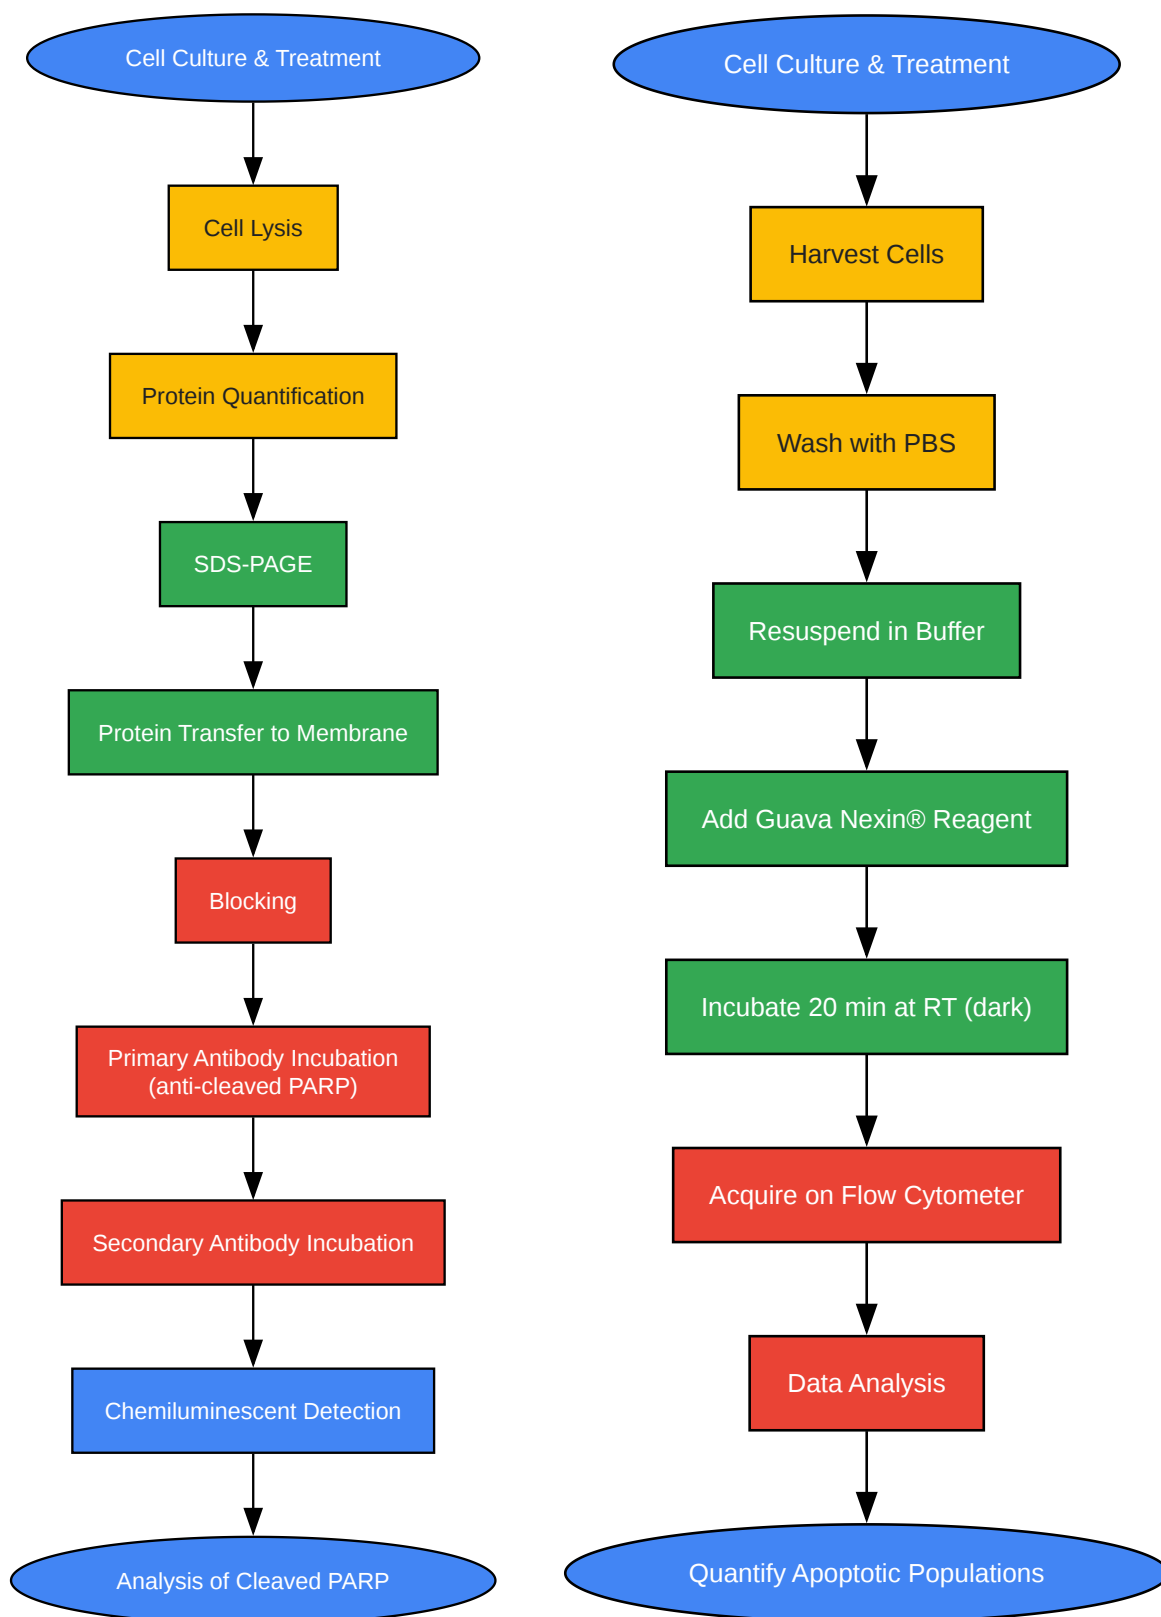 Cell Culture & Treatment
Cell Lysis
Protein Quantification
SDS-PAGE
Protein Transfer to Membrane
Blocking
Primary Antibody Incubation
(anti-cleaved PARP)
Secondary Antibody Incubation
Chemiluminescent Detection
Analysis of Cleaved PARP
Cell Culture & Treatment
Harvest Cells
Wash with PBS
Resuspend in Buffer
Add Guava Nexin® Reagent
Incubate 20 min at RT (dark)
Acquire on Flow Cytometer
Data Analysis
Quantify Apoptotic Populations